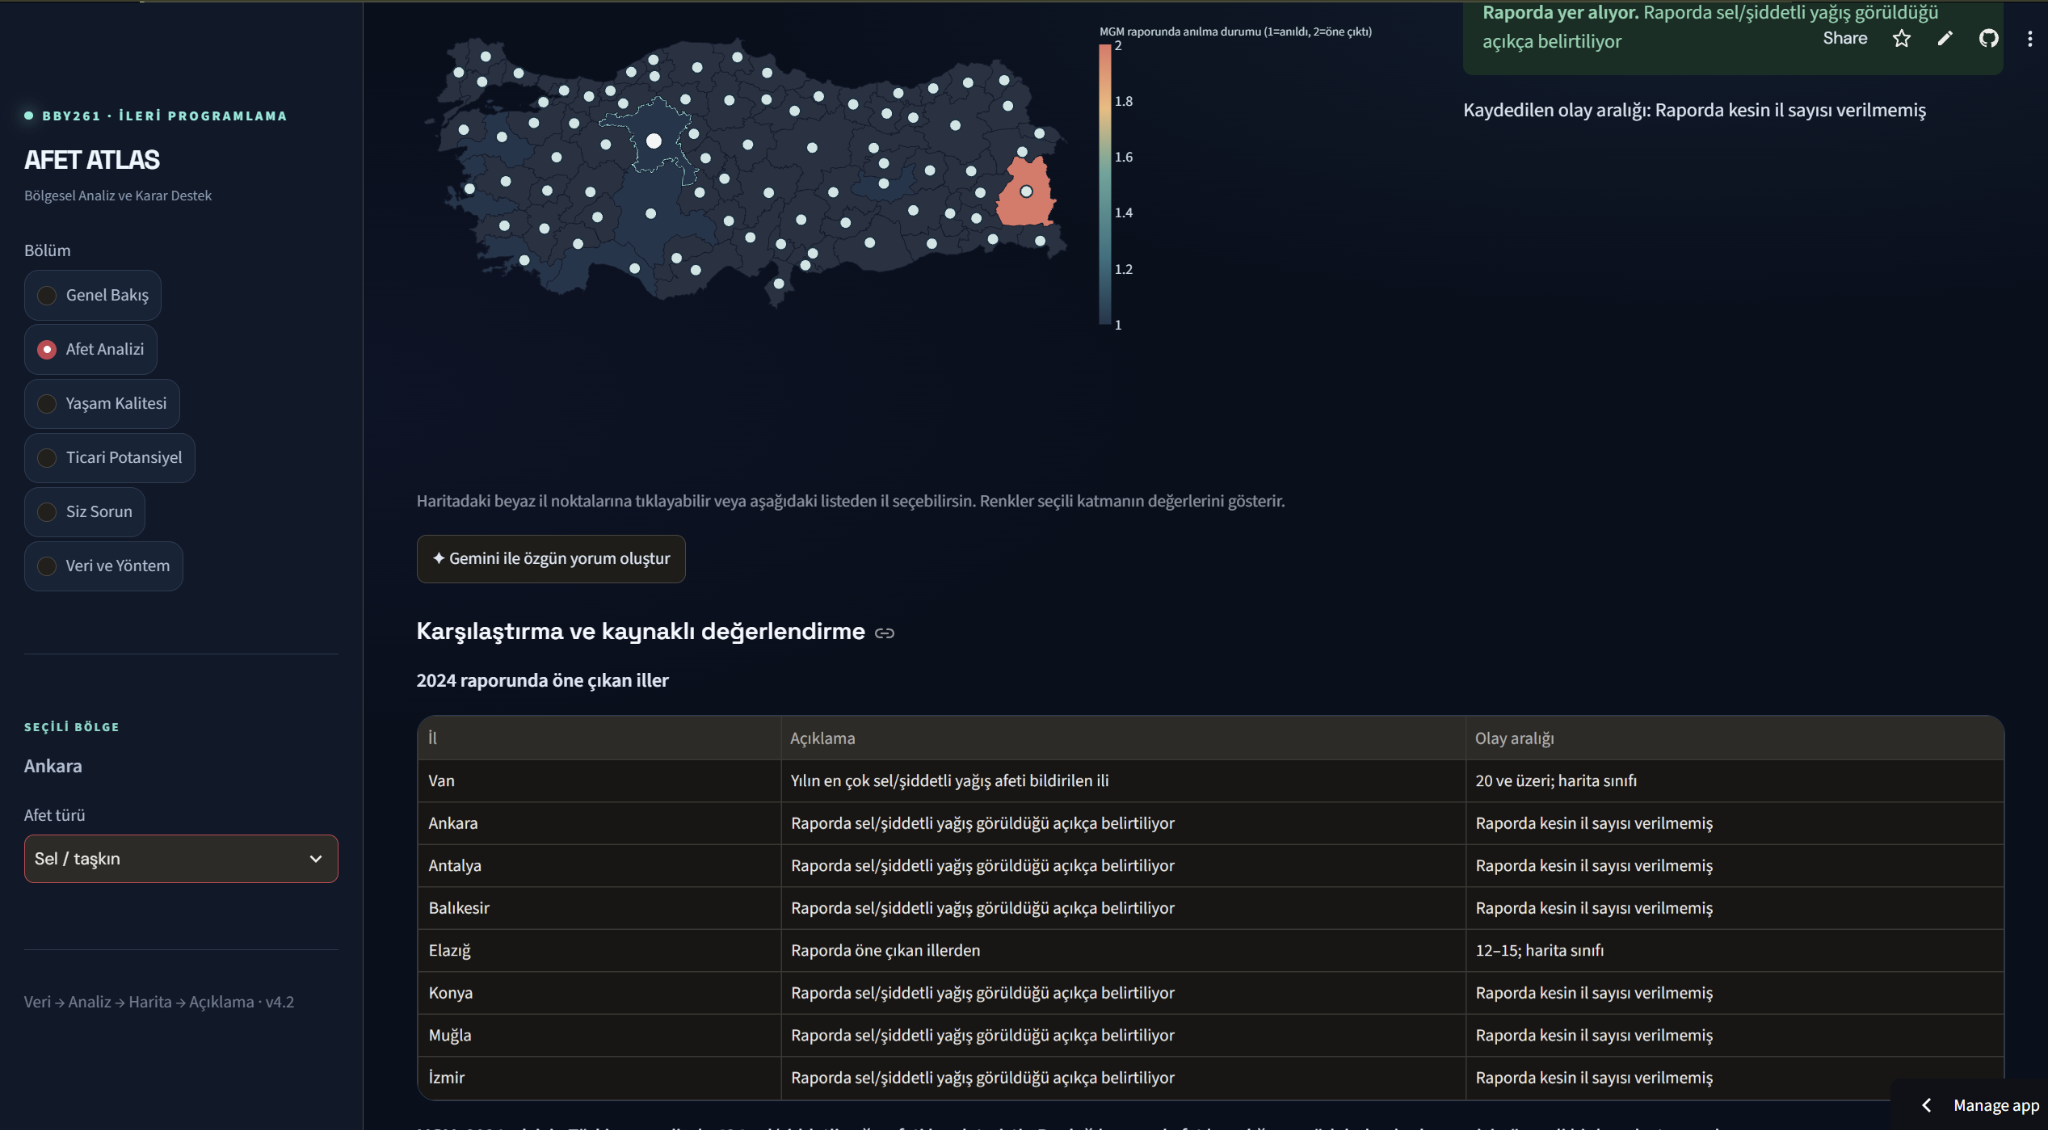 BBY261 · İLERİ PROGRAMLAMA
AFET ATLAS
Bölgesel Analiz ve Karar Destek
Bölüm
Genel Bakış
Afet Analizi
Yaşam Kalitesi
Ticari Potansiyel
Siz Sorun
Veri ve Yöntem
SEÇİLİ BÖLGE
Ankara
Afet türü
Sel / taşkın
Veri → Analiz → Harita → Açıklama · v4.2
MGM raporunda anılma durumu (1=anıldı, 2=öne çıktı)
2
1.8
1.6
1.4
1.2
1
Raporda yer alıyor. Raporda sel/şiddetli yağış görüldüğü
açıkça belirtiliyor
Share
Kaydedilen olay aralığı: Raporda kesin il sayısı verilmemiş
Haritadaki beyaz il noktalarına tıklayabilir veya aşağıdaki listeden il seçebilirsin. Renkler seçili katmanın değerlerini gösterir.
✦ Gemini ile özgün yorum oluştur
Karşılaştırma ve kaynaklı değerlendirme
2024 raporunda öne çıkan iller
İl Açıklama Olay aralığı
Van Yılın en çok sel/şiddetli yağış afeti bildirilen ili 20 ve üzeri; harita sınıfı
Ankara Raporda sel/şiddetli yağış görüldüğü açıkça belirtiliyor Raporda kesin il sayısı verilmemiş
Antalya Raporda sel/şiddetli yağış görüldüğü açıkça belirtiliyor Raporda kesin il sayısı verilmemiş
Balıkesir Raporda sel/şiddetli yağış görüldüğü açıkça belirtiliyor Raporda kesin il sayısı verilmemiş
Elazığ Raporda öne çıkan illerden 12–15; harita sınıfı
Konya Raporda sel/şiddetli yağış görüldüğü açıkça belirtiliyor Raporda kesin il sayısı verilmemiş
Muğla Raporda sel/şiddetli yağış görüldüğü açıkça belirtiliyor Raporda kesin il sayısı verilmemiş
İzmir Raporda sel/şiddetli yağış görüldüğü açıkça belirtiliyor Raporda kesin il sayısı verilmemiş
Manage app